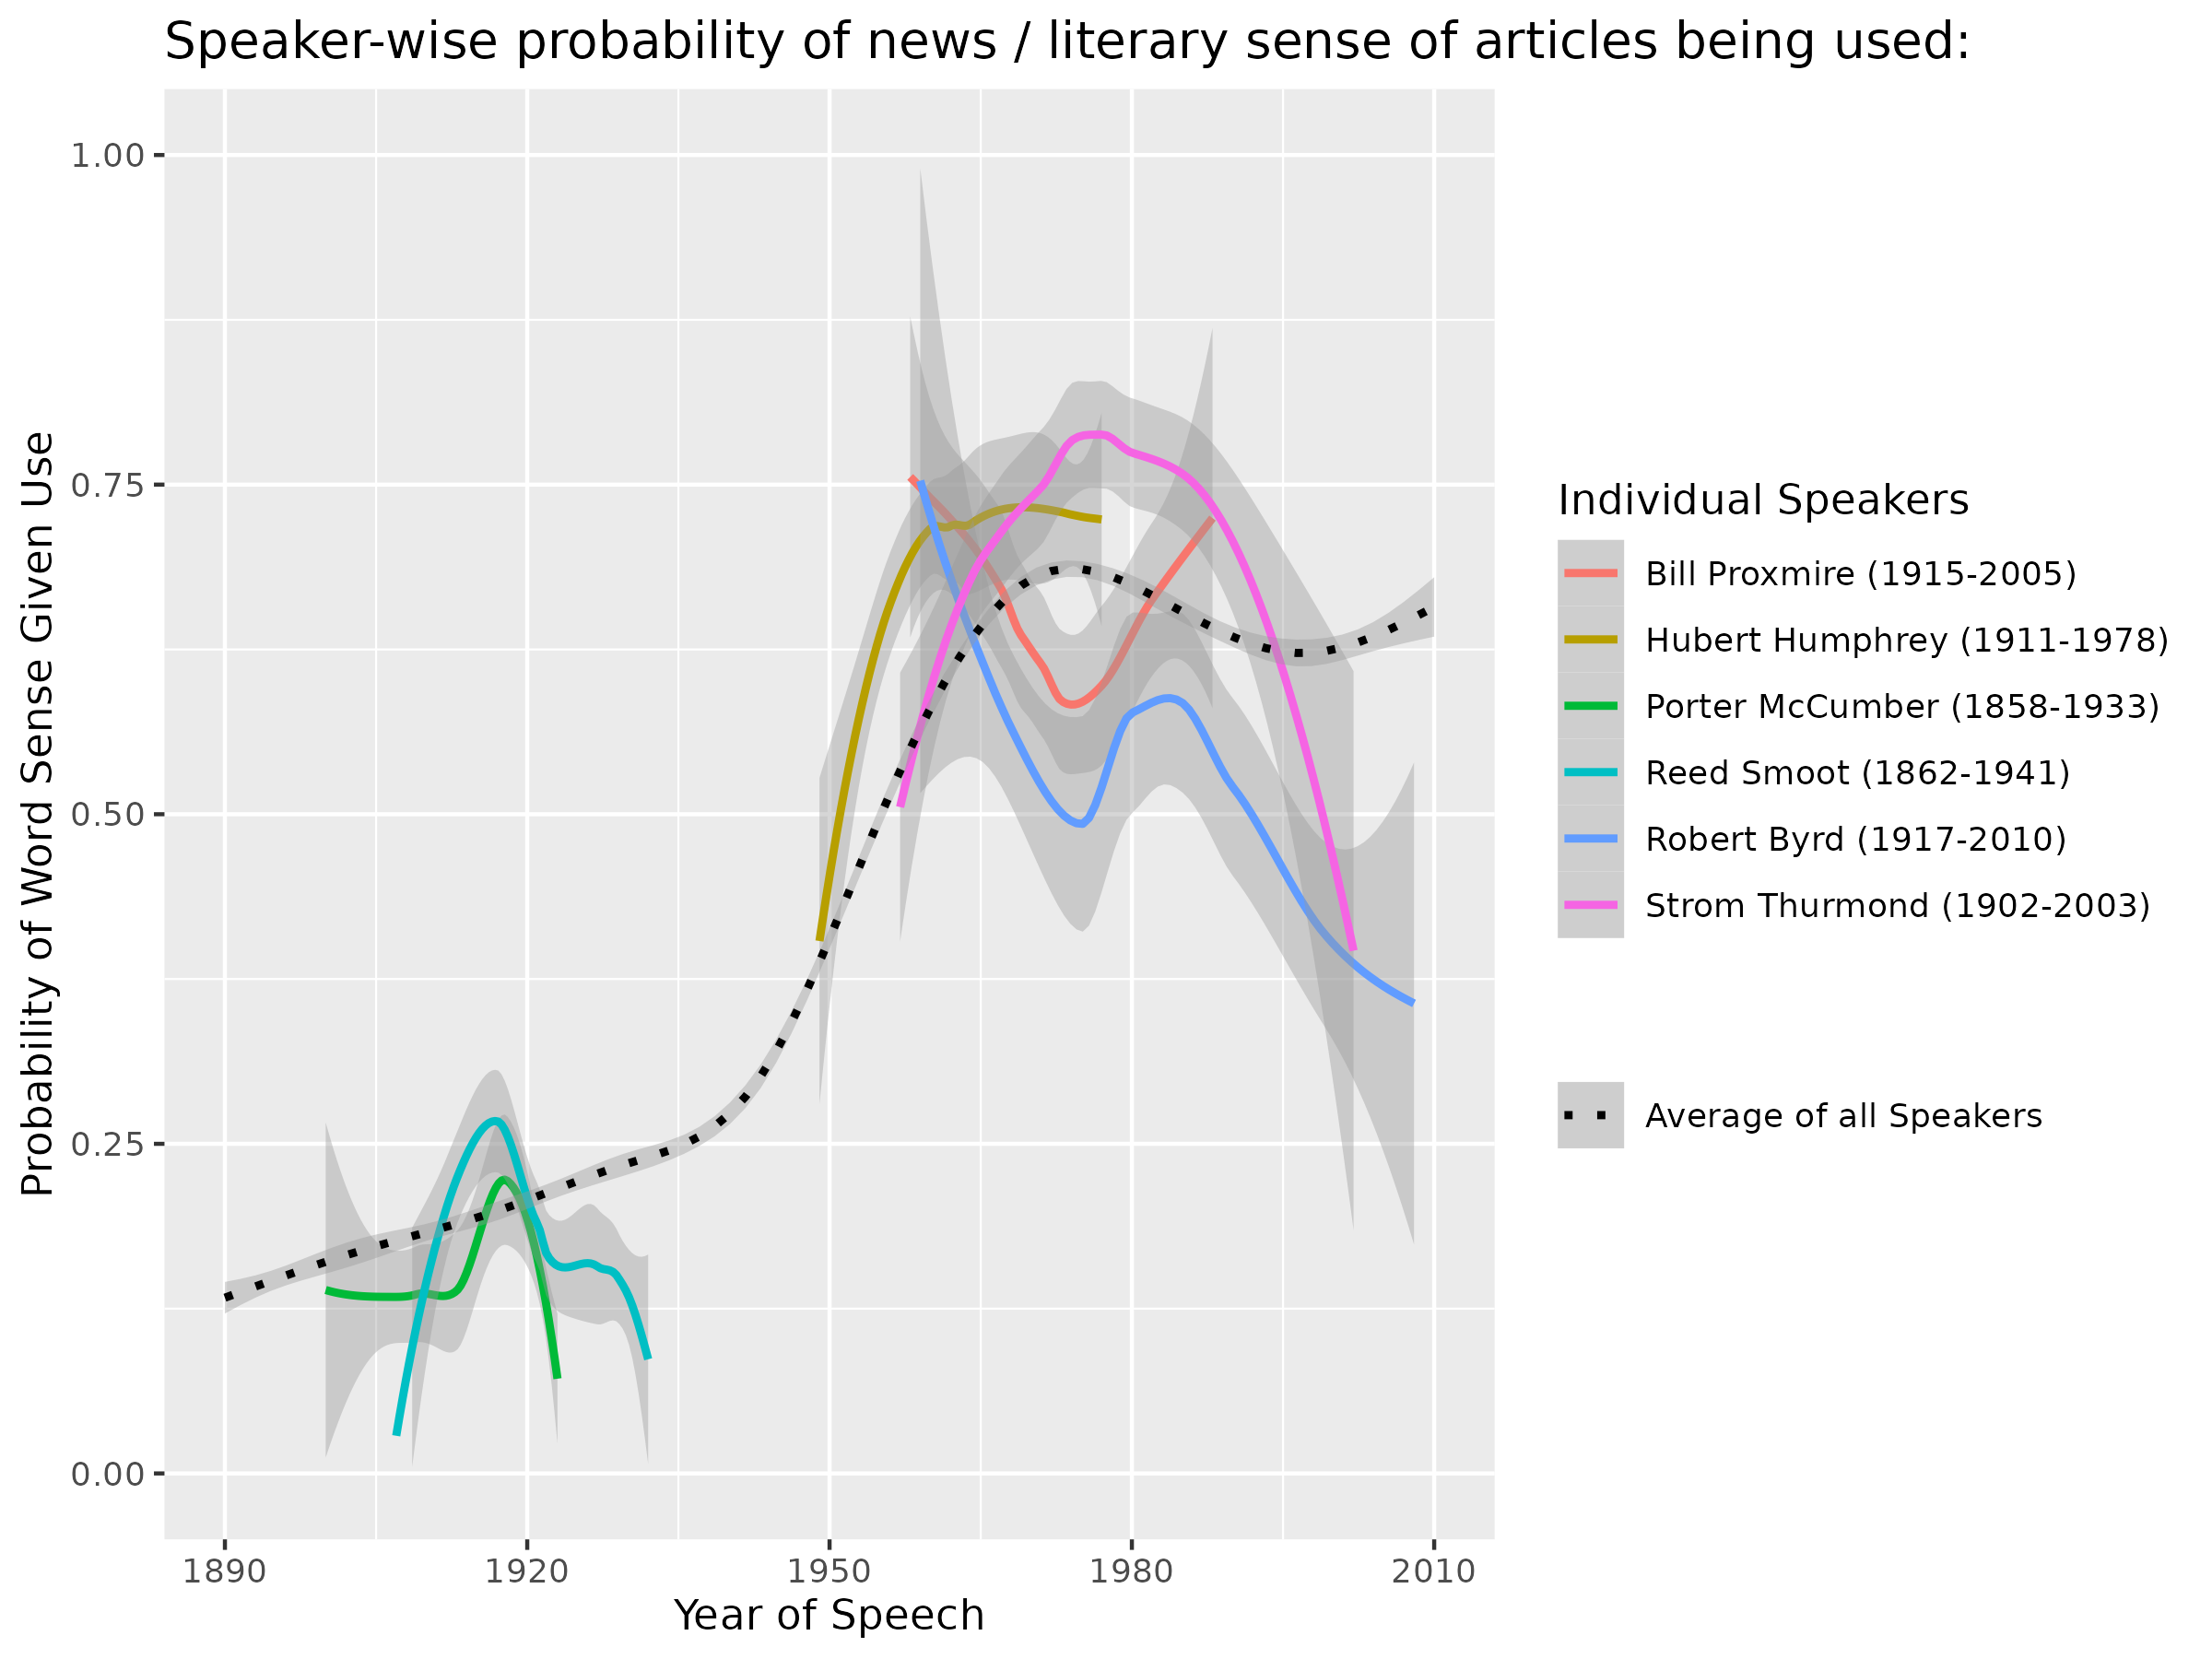 Speaker-wise probability of news / literary sense of articles being used:
Probability of Word Sense Given Use
1.00
0.75
0.50
0.25
0.00
1890 1920 1950 1980 2010
Year of Speech
Individual Speakers
Bill Proxmire (1915-2005)
Hubert Humphrey (1911-1978)
Porter McCumber (1858-1933)
Reed Smoot (1862-1941)
Robert Byrd (1917-2010)
Strom Thurmond (1902-2003)
Average of all Speakers